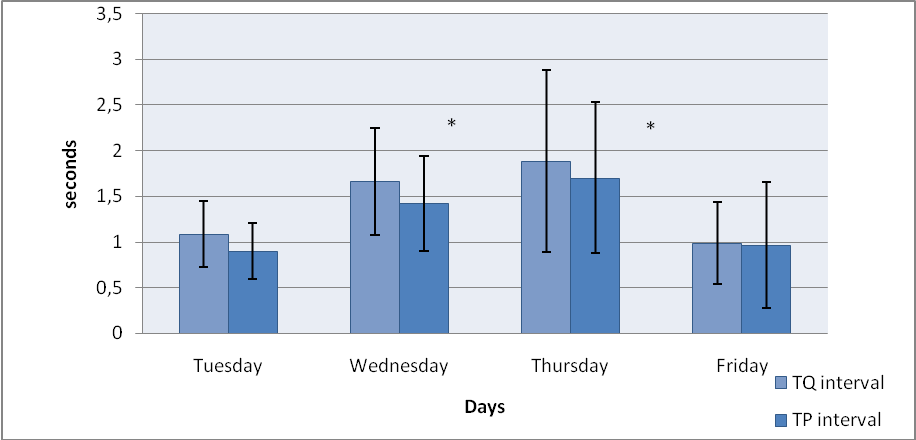 3,5
3
2,5
2
1,5
1
0,5
0
seconds
*
*
Tuesday
Wednesday
Thursday
Friday
Days
TQ interval
TP interval